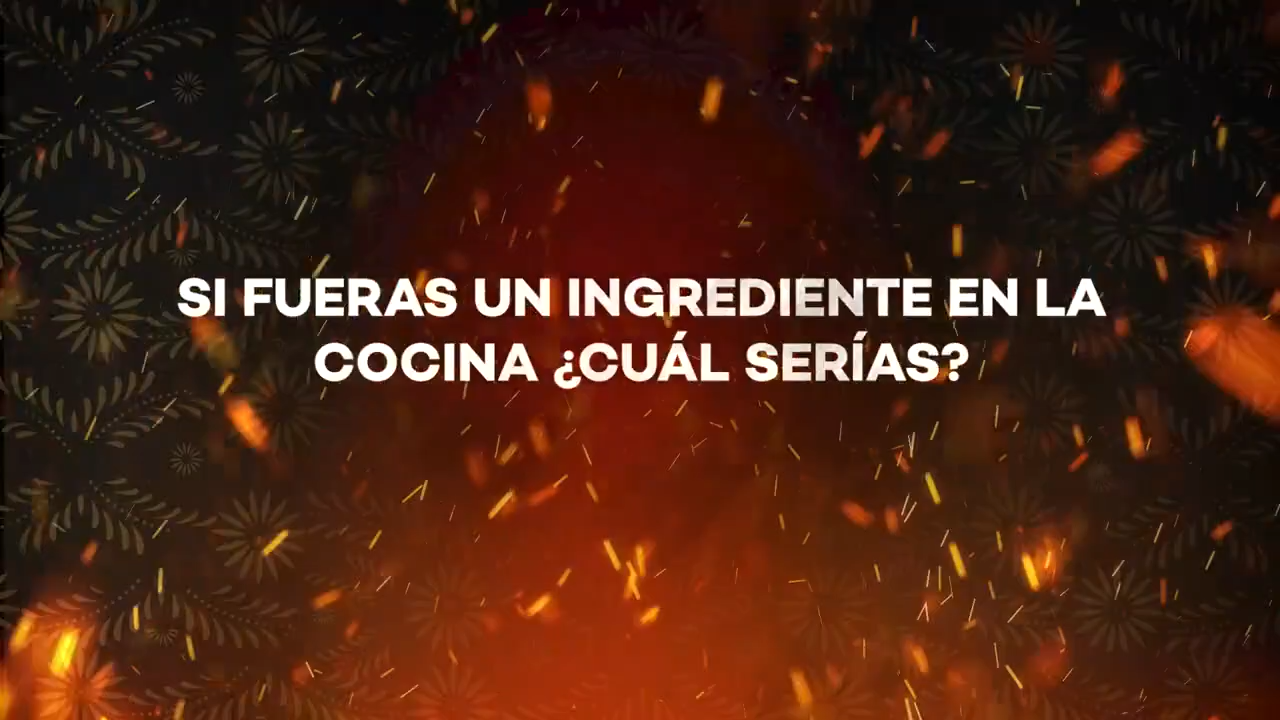 SI FUERAS UN INGREDIENTE EN LA
COCINA ¿CUÁL SERÍAS?